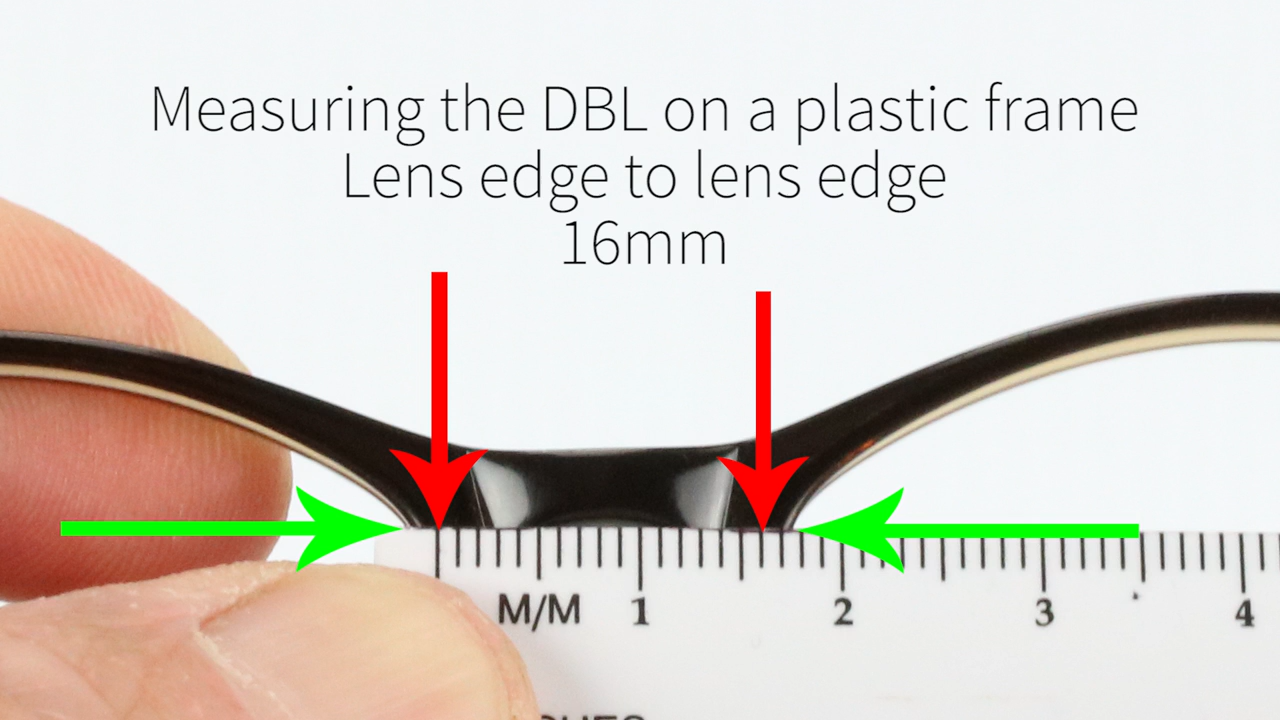 Measuring the DBL on a plastic frame
Lens edge to lens edge
16mm
M/M 1 2 3 4